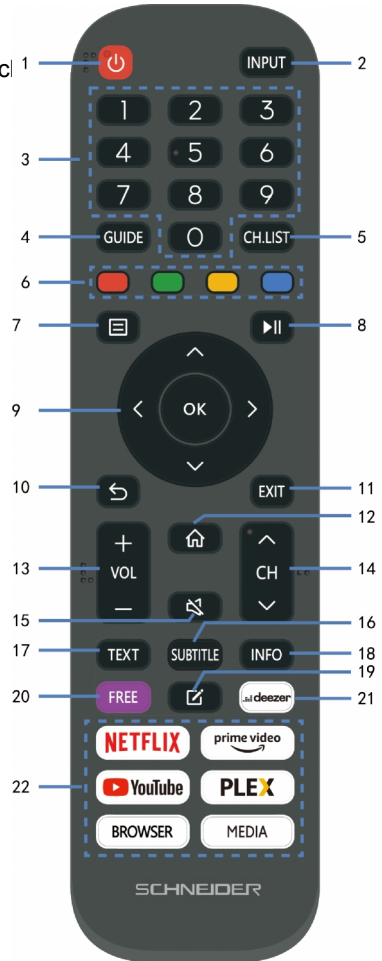 1 INPUT 2
cl
1 2 3
3 4 5 6
7 8 9
4 GUIDE 0 CH.LIST 5
6
7 8
9 OK
10 EXIT 11
12
+
13 VOL CH 14
−
15 16
17 TEXT SUBTITLE INFO 18
19
20 FREE deezer 21
NETFLIX prime video
22 YouTube PLEX
BROWSER MEDIA
SCHNEIDER